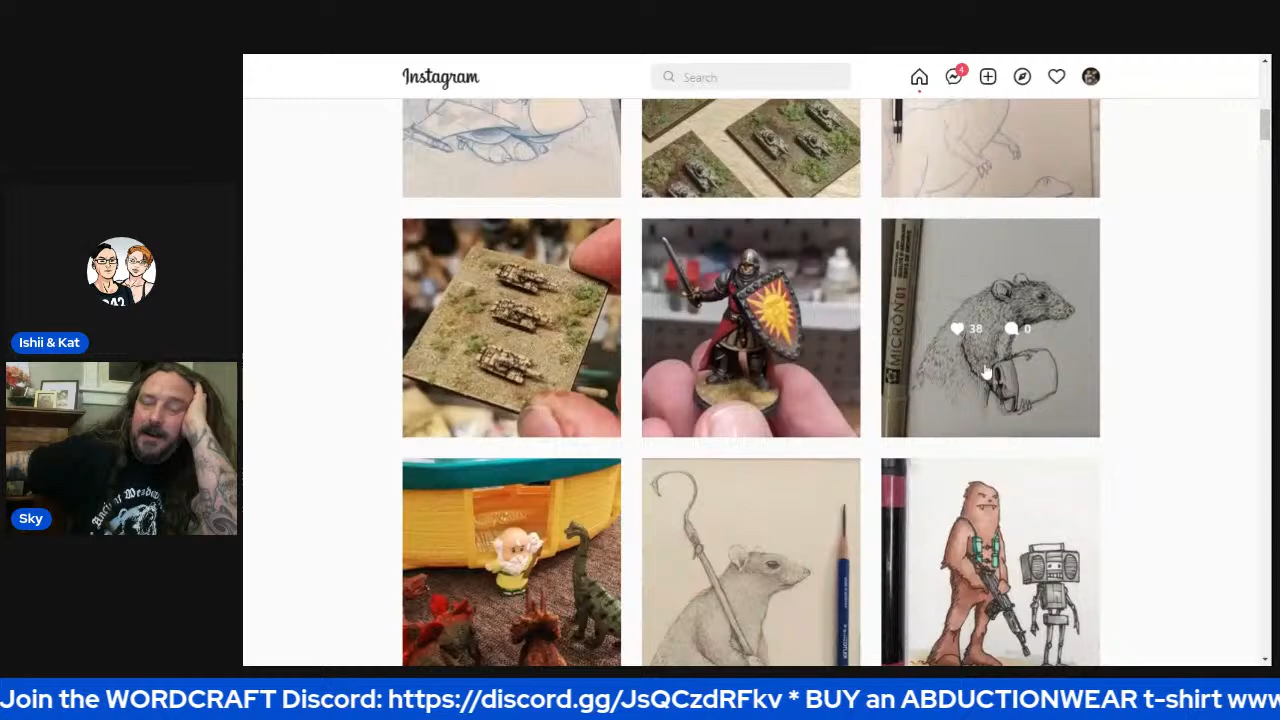 Instagram
Search
4
MICRON 01
38
0
Ishii & Kat
Sky
Join the WORDCRAFT Discord: https://discord.gg/JsQCzdRFkv * BUY an ABDUCTIONWEAR t-shirt www